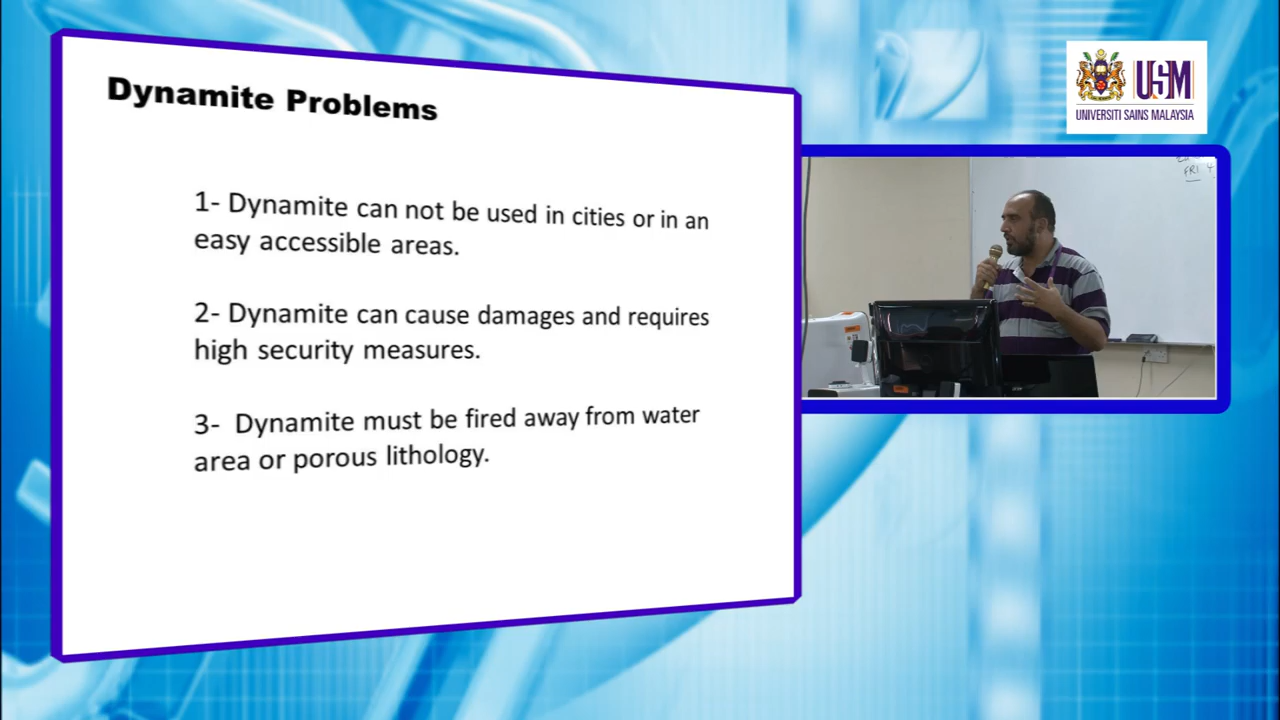 Dynamite Problems
1- Dynamite can not be used in cities or in an
easy accessible areas.
2- Dynamite can cause damages and requires
high security measures.
3- Dynamite must be fired away from water
area or porous lithology.
USM
UNIVERSITI SAINS MALAYSIA
FRI 4